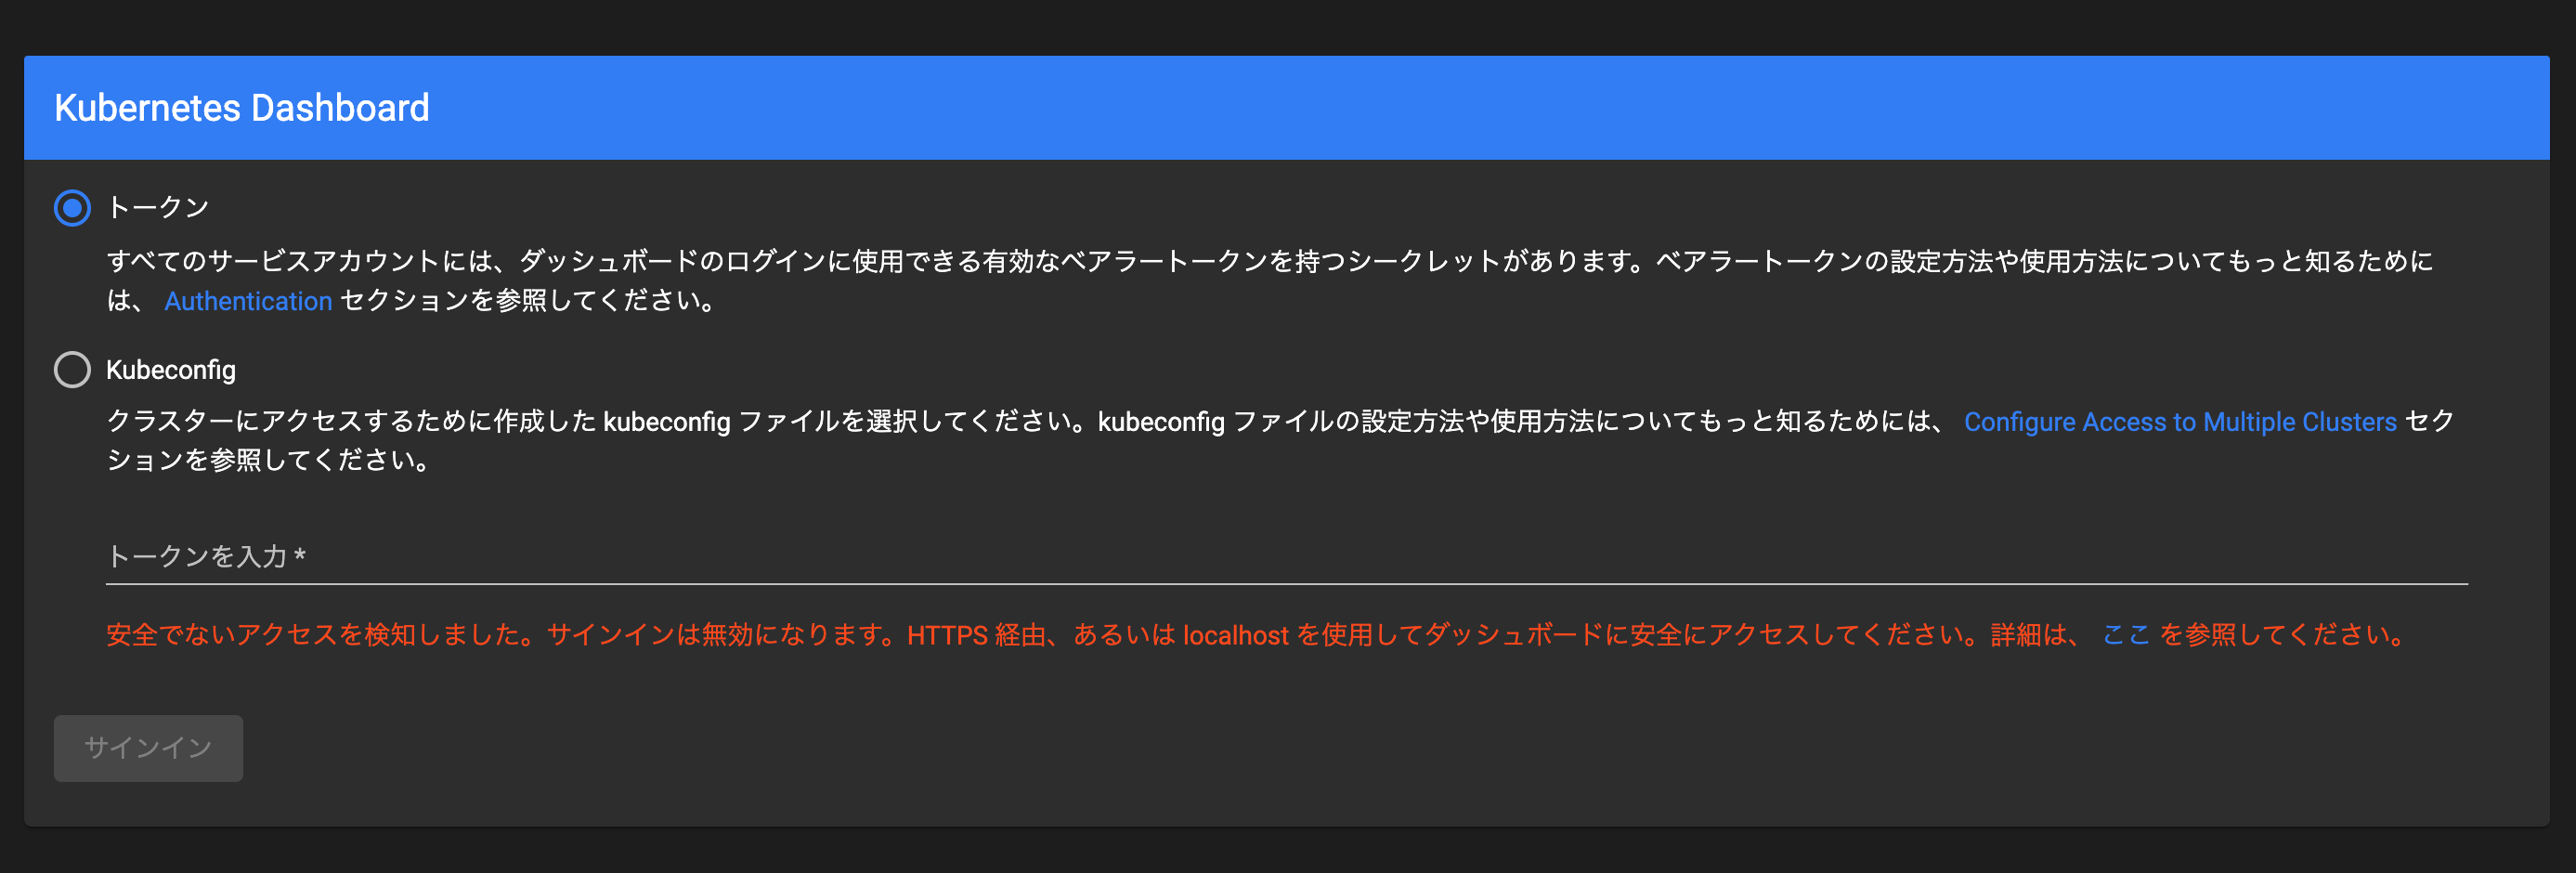 Kubernetes Dashboard
トークン
すべてのサービスアカウントには、ダッシュボードのログインに使用できる有効なベアラートークンを持つシークレットがあります。ベアラートークンの設定方法や使用方法についてもっと知るために
は、 Authentication セクションを参照してください。
Kubeconfig
クラスターにアクセスするために作成した kubeconfig ファイルを選択してください。kubeconfig ファイルの設定方法や使用方法についてもっと知るためには、 Configure Access to Multiple Clusters セク
ションを参照してください。
トークンを入力 *
安全でないアクセスを検知しました。サインインは無効になります。HTTPS 経由、あるいは localhost を使用してダッシュボードに安全にアクセスしてください。詳細は、 ここ を参照してください。
サインイン